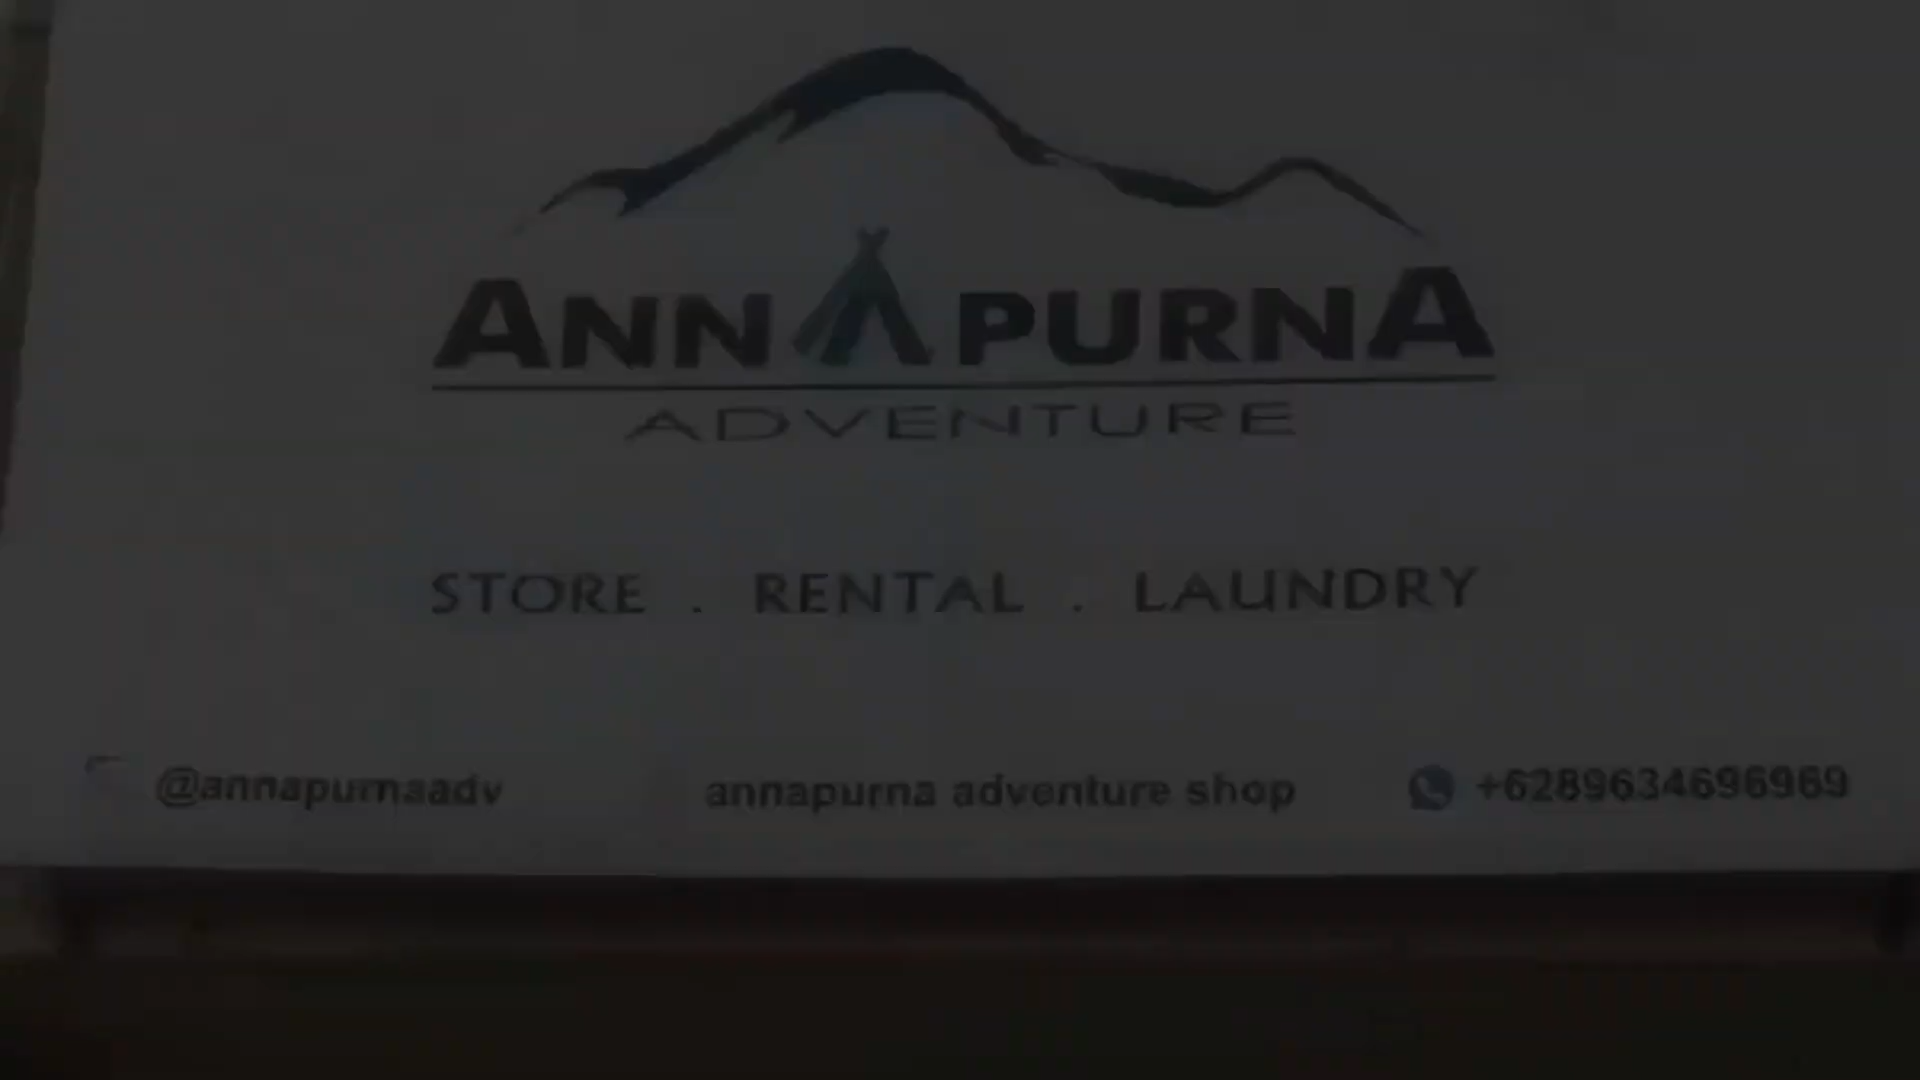 ANNAPURNA
ADVENTURE
STORE . RENTAL . LAUNDRY
@annapurnaadv annapurna adventure shop +6289634696969